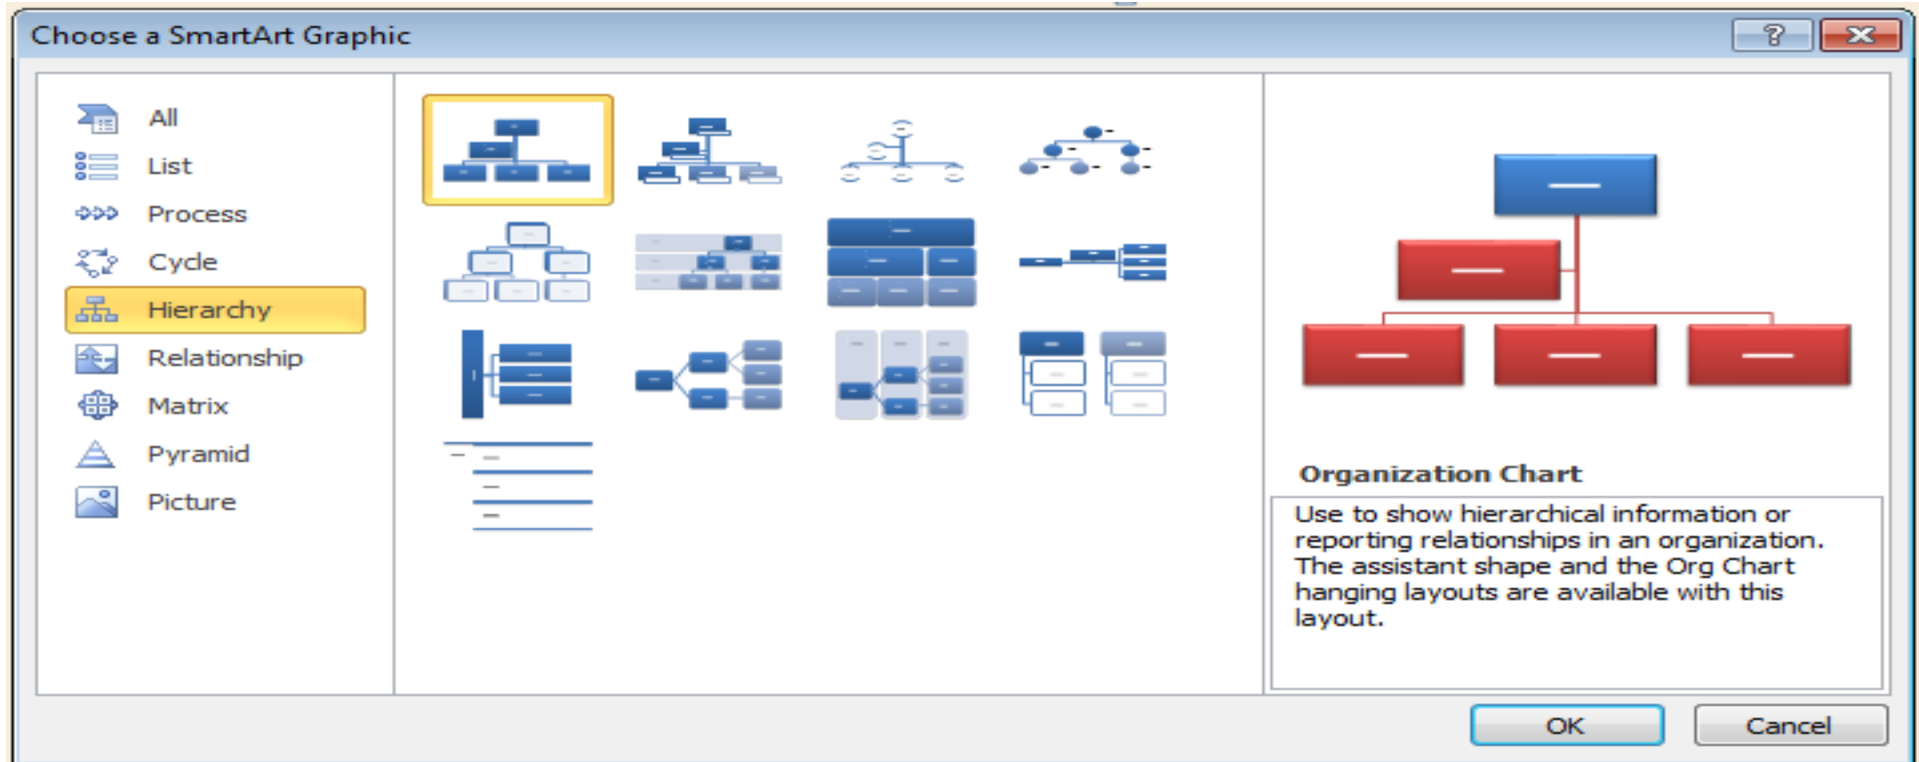 Choose a SmartArt Graphic
All
List
Process
Cycle
Hierarchy
Relationship
Matrix
Pyramid
Picture
Organization Chart
Use to show hierarchical information or
reporting relationships in an organization.
The assistant shape and the Org Chart
hanging layouts are available with this
layout.
OK
Cancel